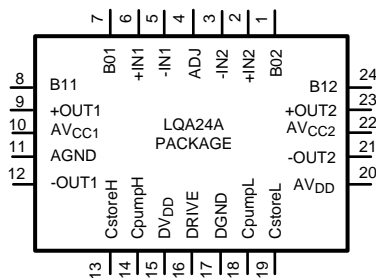 7 6 5 4 3 2 1
B01 +IN1 -IN1 ADJ -IN2 +IN2 B02
8 B11
9 +OUT1
10 AVCC1
11 AGND
12 -OUT1
LQA24A
PACKAGE
B12 24
+OUT2 23
AVCC2 22
-OUT2 21
AVDD 20
CstoreH CpumpH DVDD DRIVE DGND CpumpL CstoreL
13 14 15 16 17 18 19